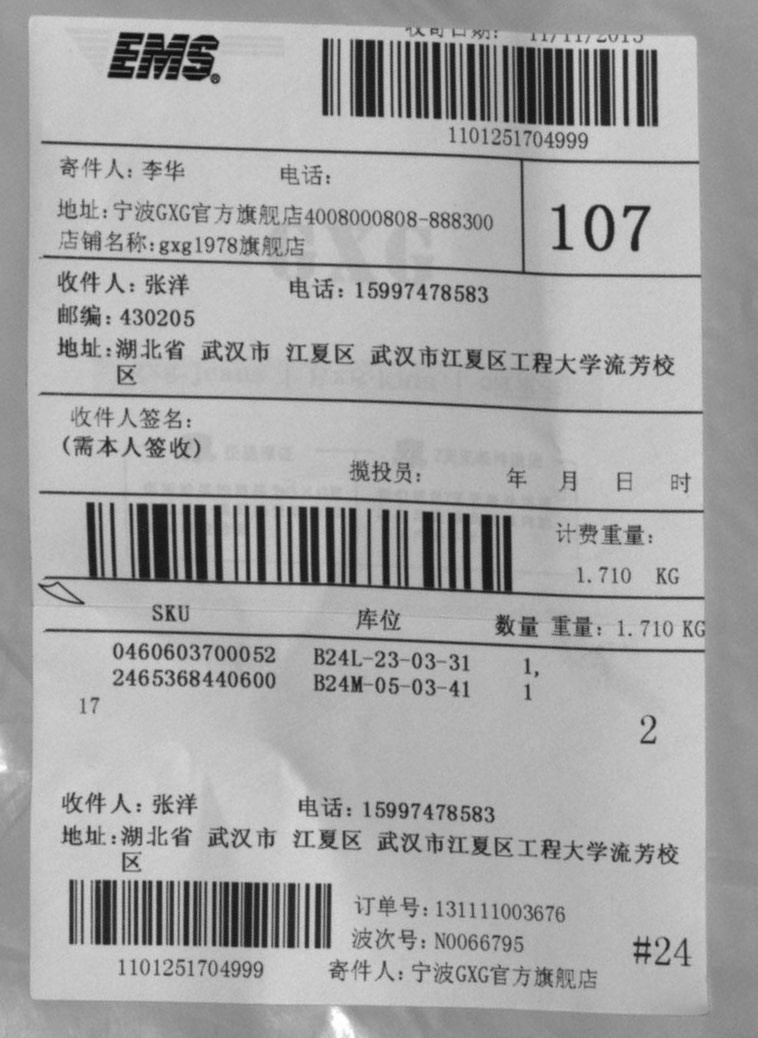 EMS®
收寄日期： 11/11/2013
1101251704999
寄件人：李华 电话：
地址：宁波GXG官方旗舰店4008000808-888300
店铺名称：gxg1978旗舰店
107
收件人：张洋 电话：15997478583
邮编：430205
地址：湖北省 武汉市 江夏区 武汉市江夏区工程大学流芳校
区
收件人签名：
(需本人签收)
揽投员： 年 月 日 时
计费重量：
1.710 KG
SKU 库位 数量 重量：1.710 KG
0460603700052 B24L-23-03-31 1,
2465368440600 B24M-05-03-41 1
17
2
收件人：张洋 电话：15997478583
地址：湖北省 武汉市 江夏区 武汉市江夏区工程大学流芳校
区
订单号：131111003676
波次号：N0066795
#24
1101251704999
寄件人：宁波GXG官方旗舰店